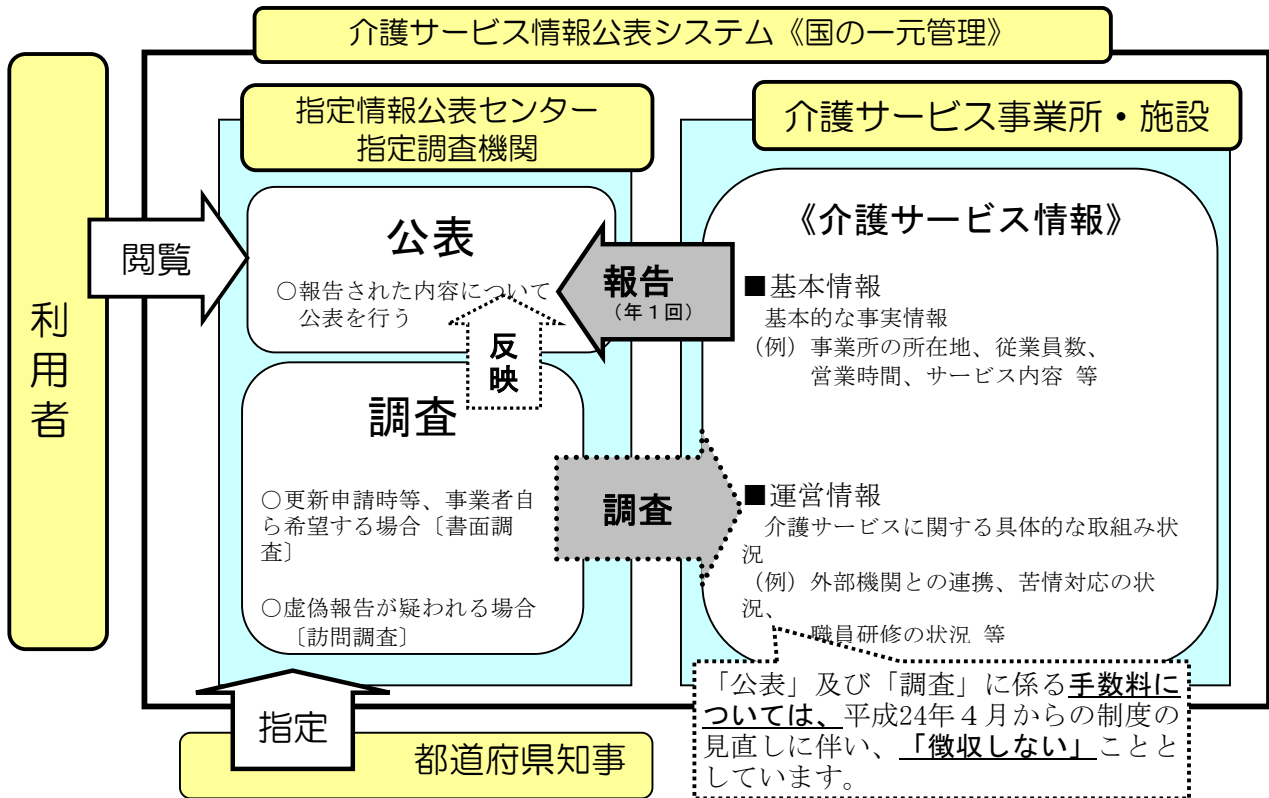 介護サービス情報公表システム《国の一元管理》
利用者
指定情報公表センター
指定調査機関
介護サービス事業所・施設
閲覧
公表
○報告された内容について
公表を行う
反映
報告
（年１回）
調査
○更新申請時等、事業者自
ら希望する場合〔書面調
査〕
○虚偽報告が疑われる場合
〔訪問調査〕
調査
《介護サービス情報》
■基本情報
基本的な事実情報
（例）事業所の所在地、従業員数、
営業時間、サービス内容 等
■運営情報
介護サービスに関する具体的な取組み状
況
（例）外部機関との連携、苦情対応の状
況、
職員研修の状況 等
「公表」及び「調査」に係る手数料に
ついては、平成24年４月からの制度の
見直しに伴い、「徴収しない」ことと
しています。
指定
都道府県知事